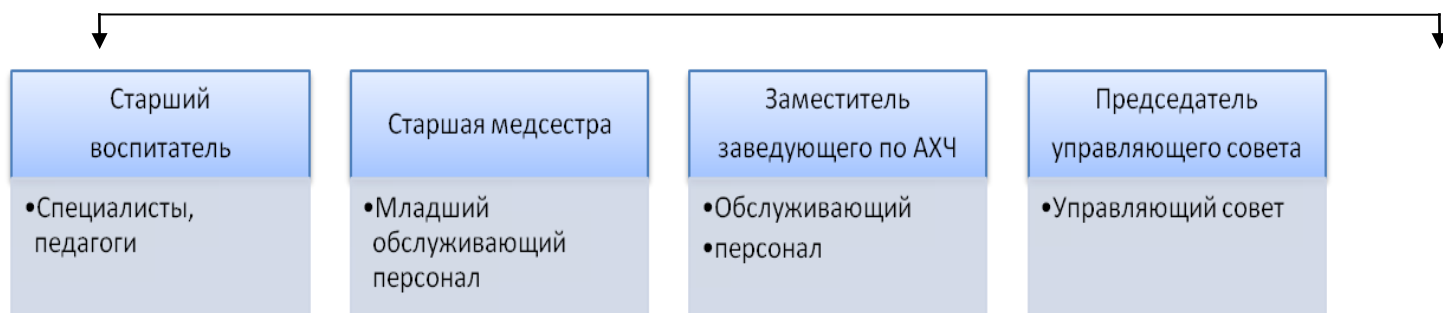 Старший
воспитатель
•Специалисты,
педагоги
Старшая медсестра
•Младший
обслуживающий
персонал
Заместитель
заведующего по АХЧ
•Обслуживающий
•персонал
Председатель
управляющего совета
•Управляющий совет